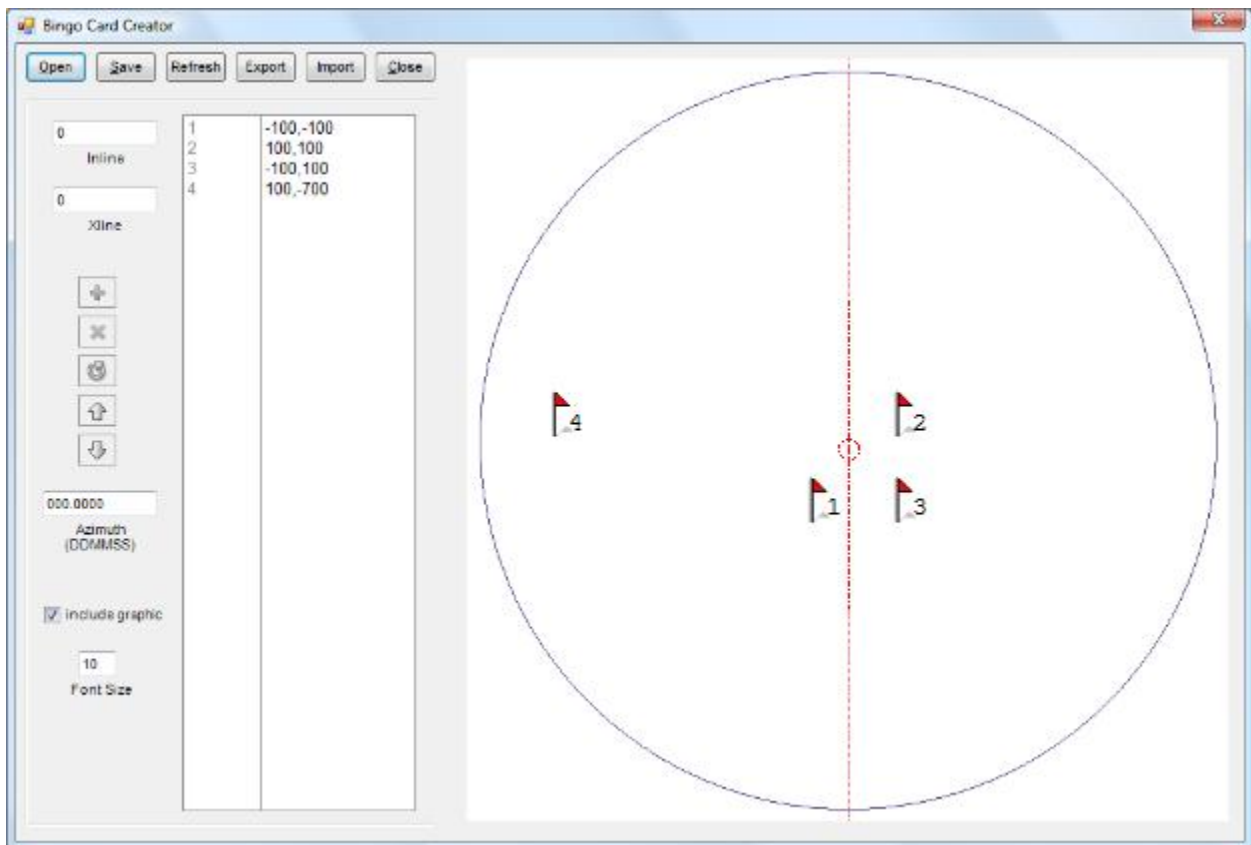 Bingo Card Creator
Open Save Refresh Export Import Close
0
Inline
0
Xline
1 -100,-100
2 100,100
3 -100,100
4 100,-700
000.0000
Azimuth
(DDMMSS)
include graphic
10
Font Size
4
2
1
3